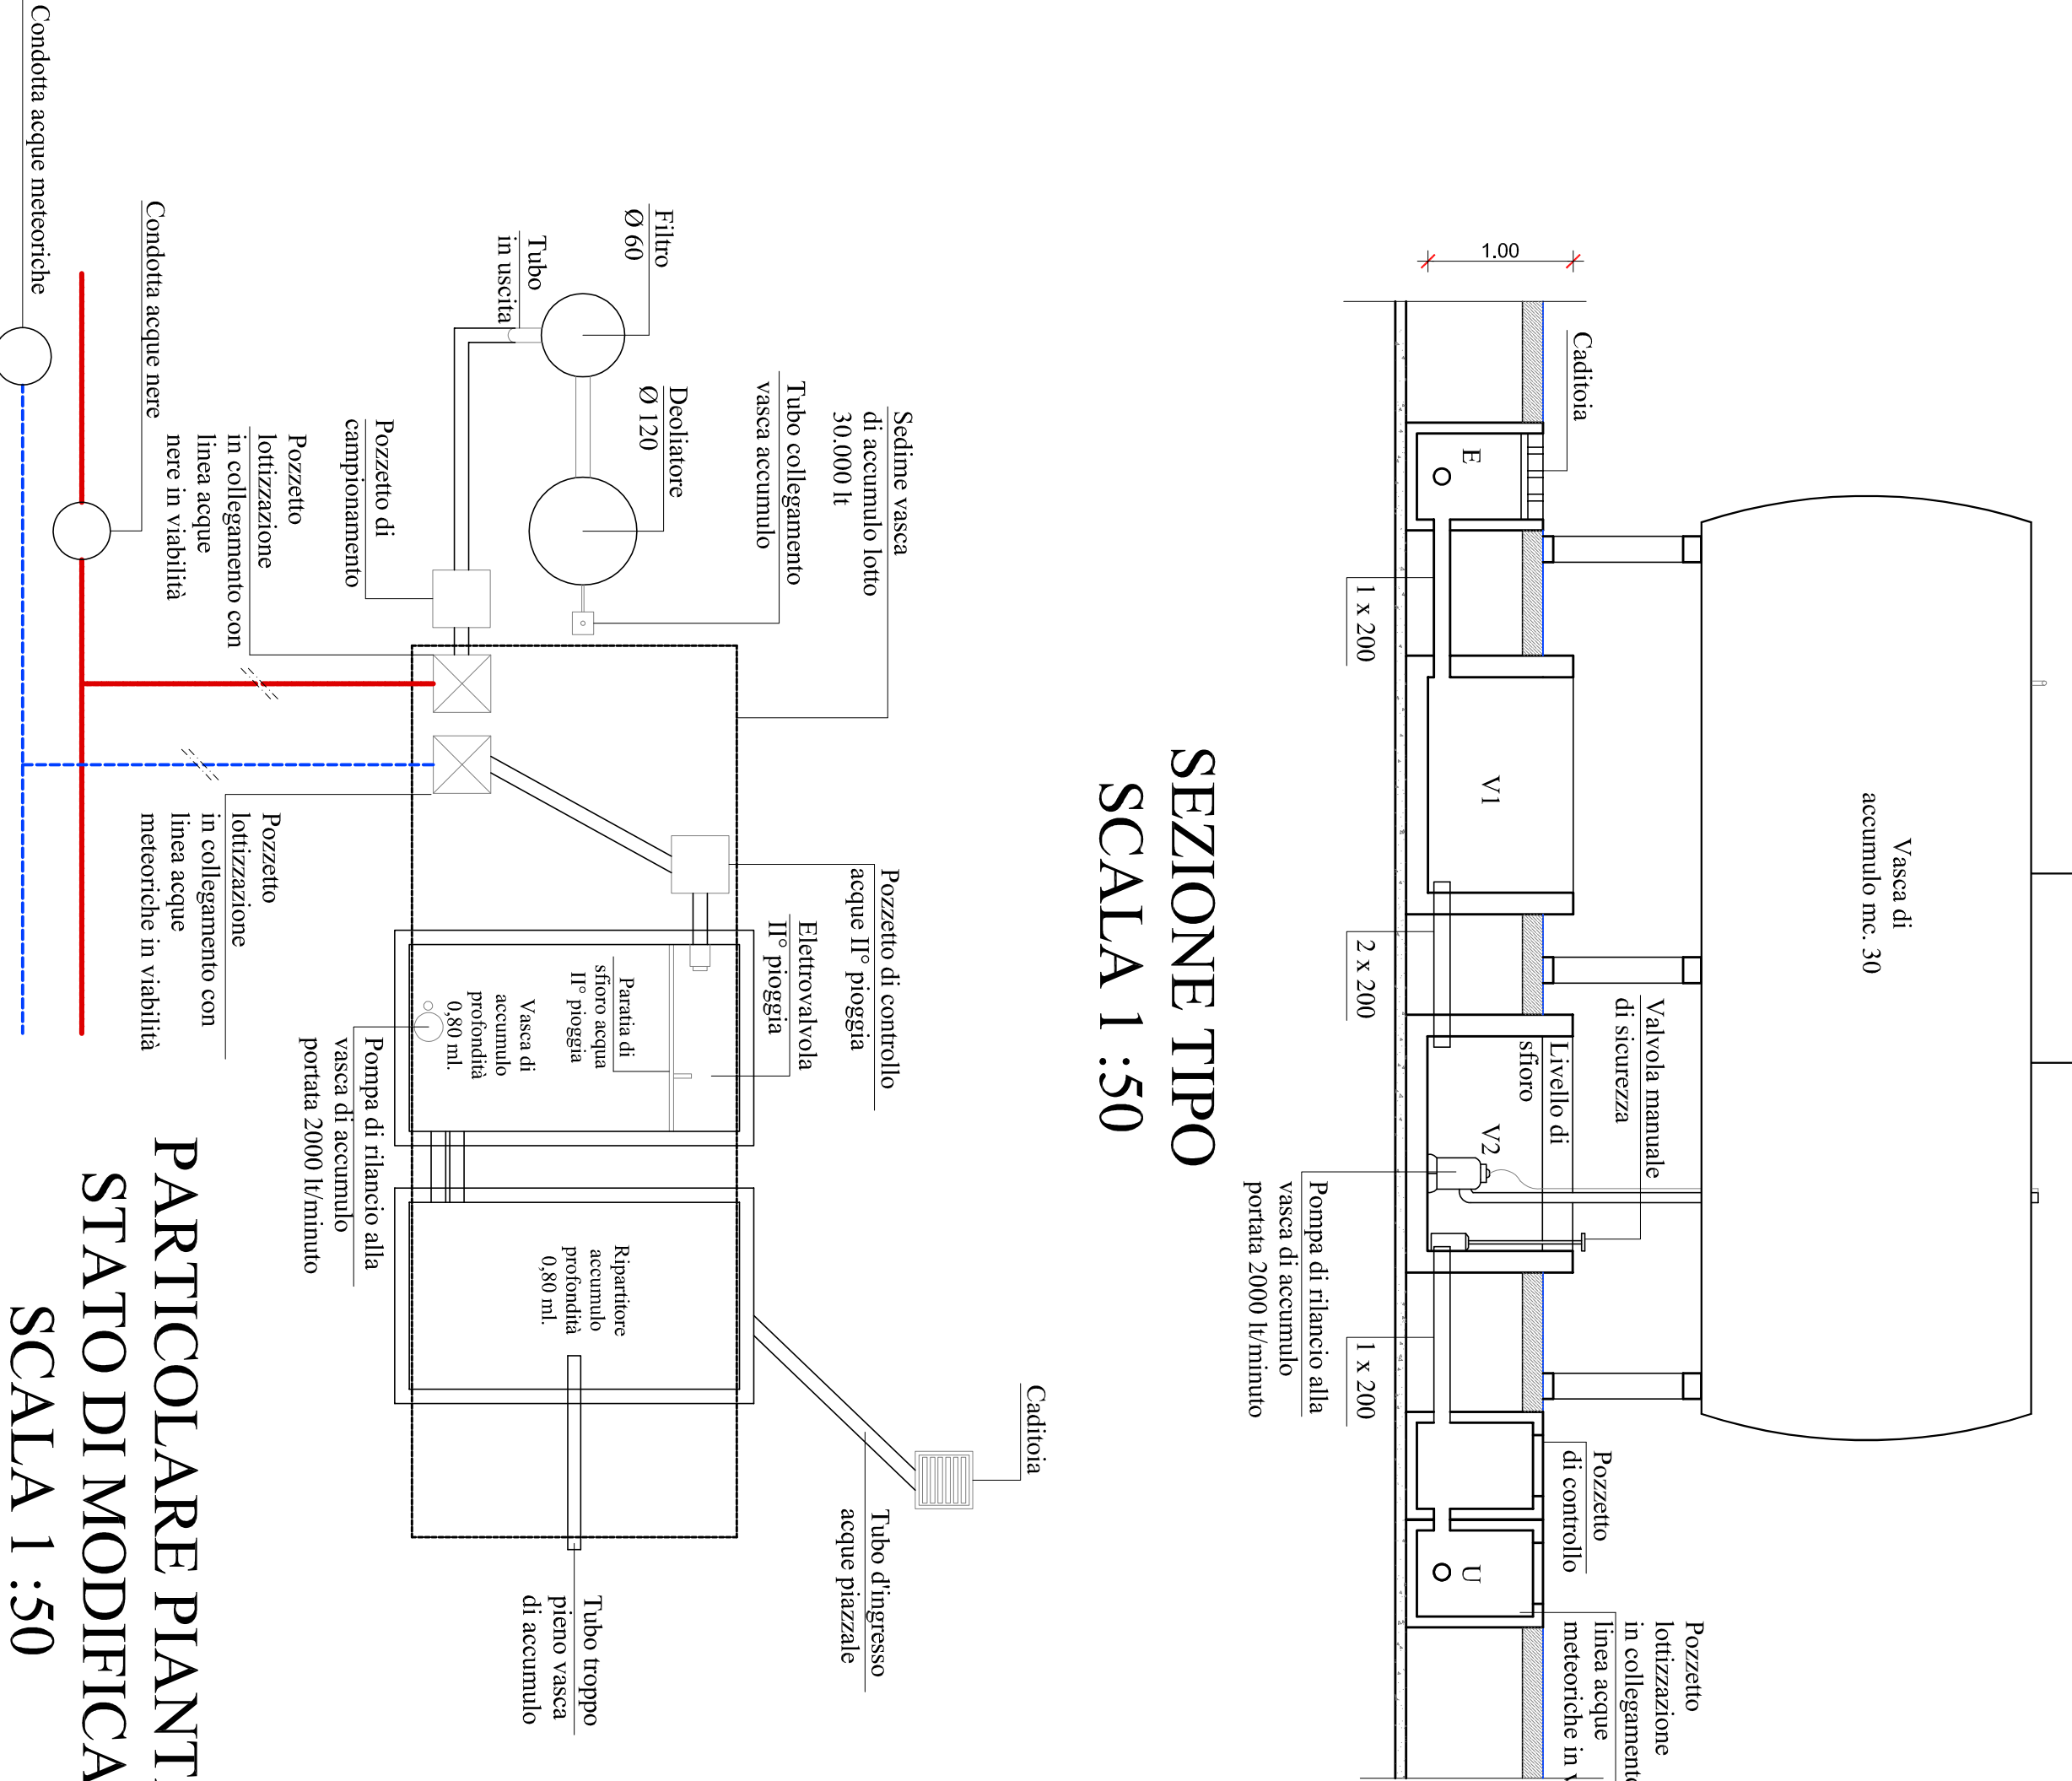 Vasca di
accumulo mc. 30
1.00
Caditoia
E
V1
V2
U
1 x 200
2 x 200
1 x 200
Valvola manuale
di sicurezza
Livello di
sfioro
Pompa di rilancio alla
vasca di accumulo
portata 2000 lt/minuto
Pozzetto
di controllo
Pozzetto
lottizzazione
in collegamento
linea acque
meteoriche in
SEZIONE TIPO
SCALA 1 :50
Caditoia
Sedime vasca
di accumulo lotto
30.000 lt
Tubo collegamento
vasca accumulo
Deoliatore
Ø 120
Filtro
Ø 60
Tubo
in uscita
Pozzetto di controllo
acque II° pioggia
Elettrovalvola
II° pioggia
Paratia di
sfioro acqua
II° pioggia
Vasca di
accumulo
profondità
0,80 ml.
Ripartitore
accumulo
profondità
0,80 ml.
Tubo d'ingresso
acque piazzale
Tubo troppo
pieno vasca
di accumulo
Pozzetto di
campionamento
Pompa di rilancio alla
vasca di accumulo
portata 2000 lt/minuto
Pozzetto
lottizzazione
in collegamento con
linea acque
nere in viabilità
Pozzetto
lottizzazione
in collegamento con
linea acque
meteoriche in viabilità
Condotta acque nere
Condotta acque meteoriche
PARTICOLARE PIANT
STATO DI MODIFICA
SCALA 1 :50